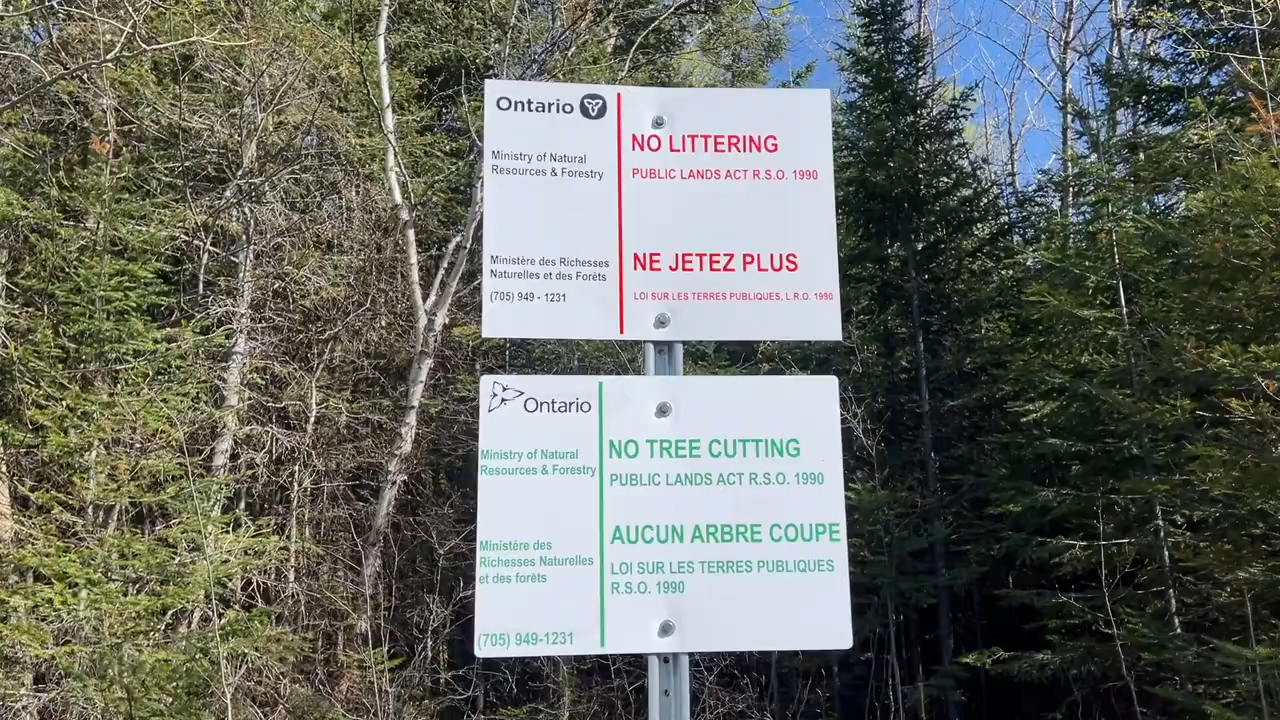 Ontario
Ministry of Natural
Resources & Forestry
Ministère des Richesses
Naturelles et des Forêts
(705) 949 - 1231
NO LITTERING
PUBLIC LANDS ACT R.S.O. 1990
NE JETEZ PLUS
LOI SUR LES TERRES PUBLIQUES, L.R.O. 1990
Ontario
Ministry of Natural
Resources & Forestry
Ministére des
Richesses Naturelles
et des forêts
(705) 949-1231
NO TREE CUTTING
PUBLIC LANDS ACT R.S.O. 1990
AUCUN ARBRE COUPE
LOI SUR LES TERRES PUBLIQUES
R.S.O. 1990